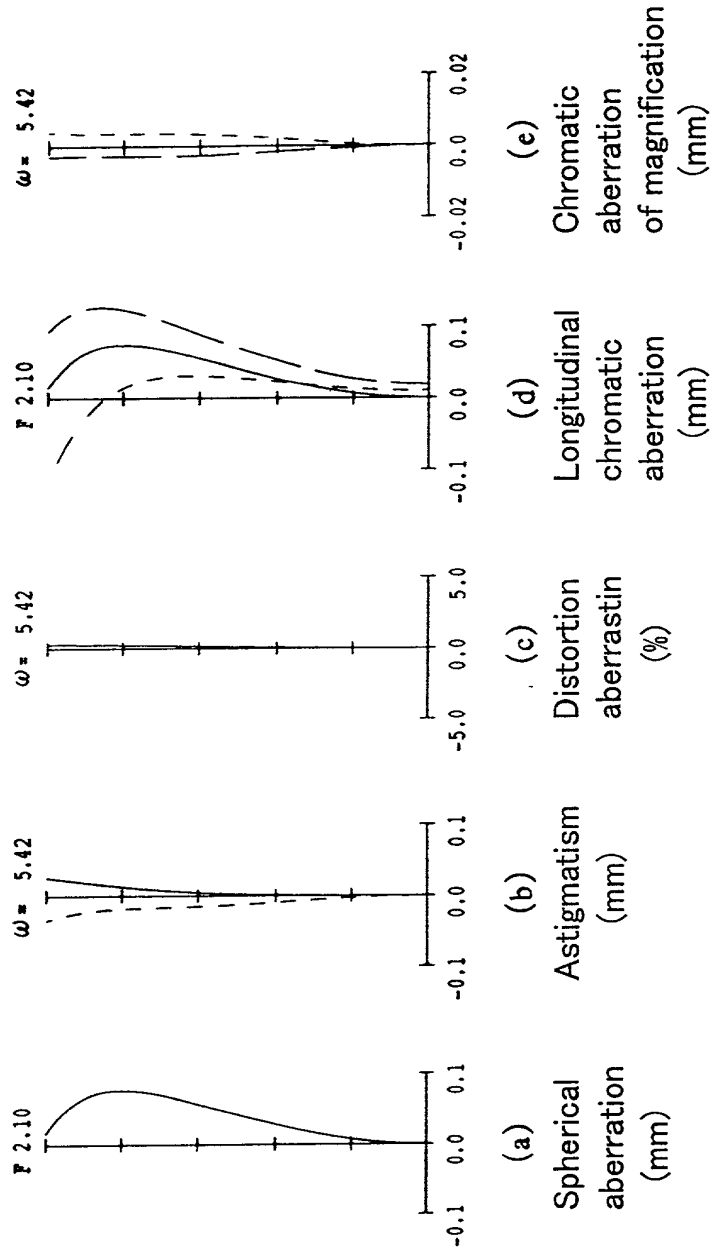 F 2.10
-0.1 0.0 0.1
(a)
Spherical
aberration
(mm)
ω= 5.42
-0.1 0.0 0.1
(b)
Astigmatism
(mm)
ω= 5.42
-5.0 0.0 5.0
(c)
Distortion
aberrastin
(%)
F 2.10
-0.1 0.0 0.1
(d)
Longitudinal
chromatic
aberration
(mm)
ω= 5.42
-0.02 0.0 0.02
(e)
Chromatic
aberration
of magnification
(mm)